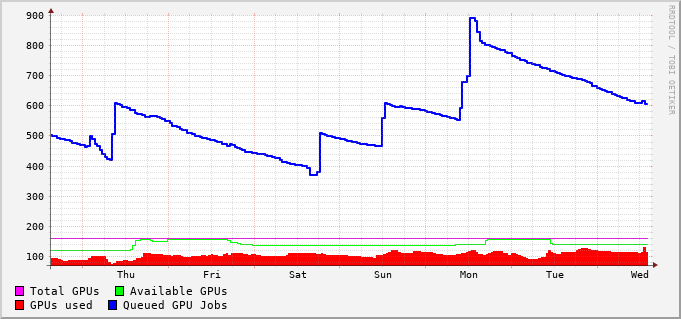 900
800
700
600
500
400
300
200
100
Thu Fri Sat Sun Mon Tue Wed
Total GPUs Available GPUs
GPUs used Queued GPU Jobs
RRDTOOL / TOBI OETIKER